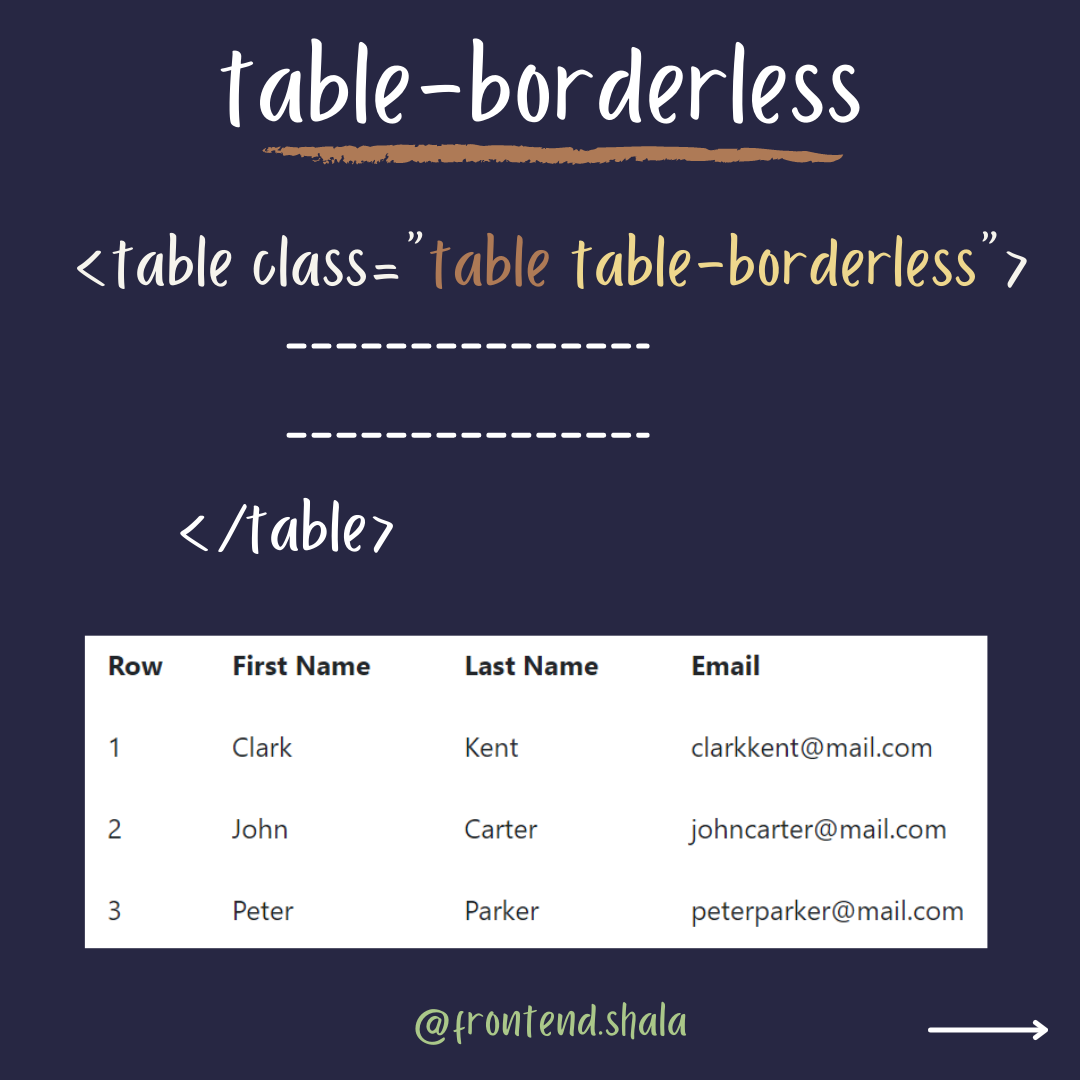 table-borderless
<table class="table table-borderless">
----------------
----------------
</table>
Row First Name Last Name Email
1 Clark Kent clarkkent@mail.com
2 John Carter johncarter@mail.com
3 Peter Parker peterparker@mail.com
@frontend.shala